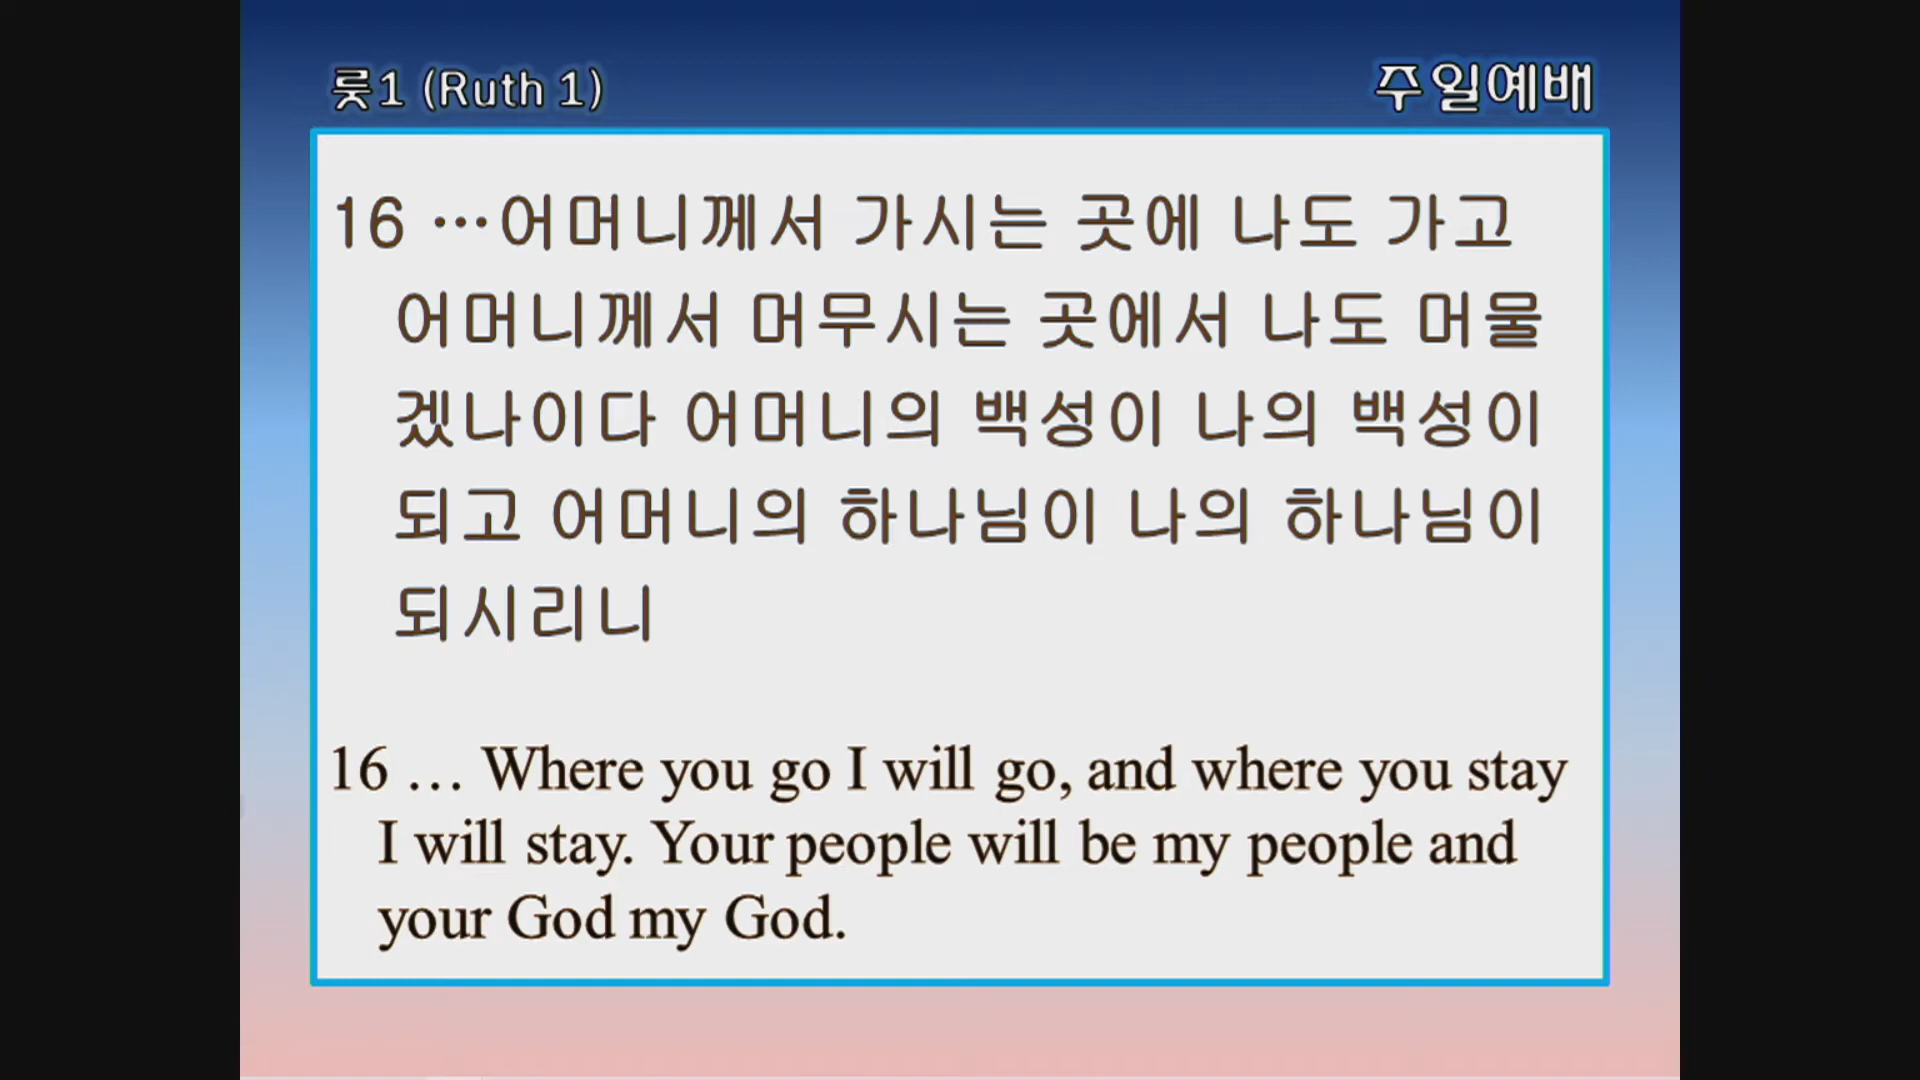 룻1 (Ruth 1)
주일예배
16 …어머니께서 가시는 곳에 나도 가고
어머니께서 머무시는 곳에서 나도 머물
겠나이다 어머니의 백성이 나의 백성이
되고 어머니의 하나님이 나의 하나님이
되시리니
16 … Where you go I will go, and where you stay
I will stay. Your people will be my people and
your God my God.